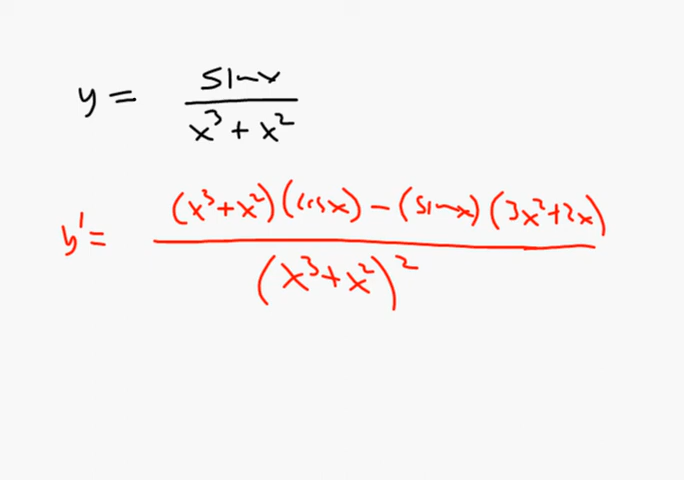 y = sinx / x³ + x²
y' = (x³+x²)(cosx) - (sinx)(3x²+2x) / (x³+x²)²